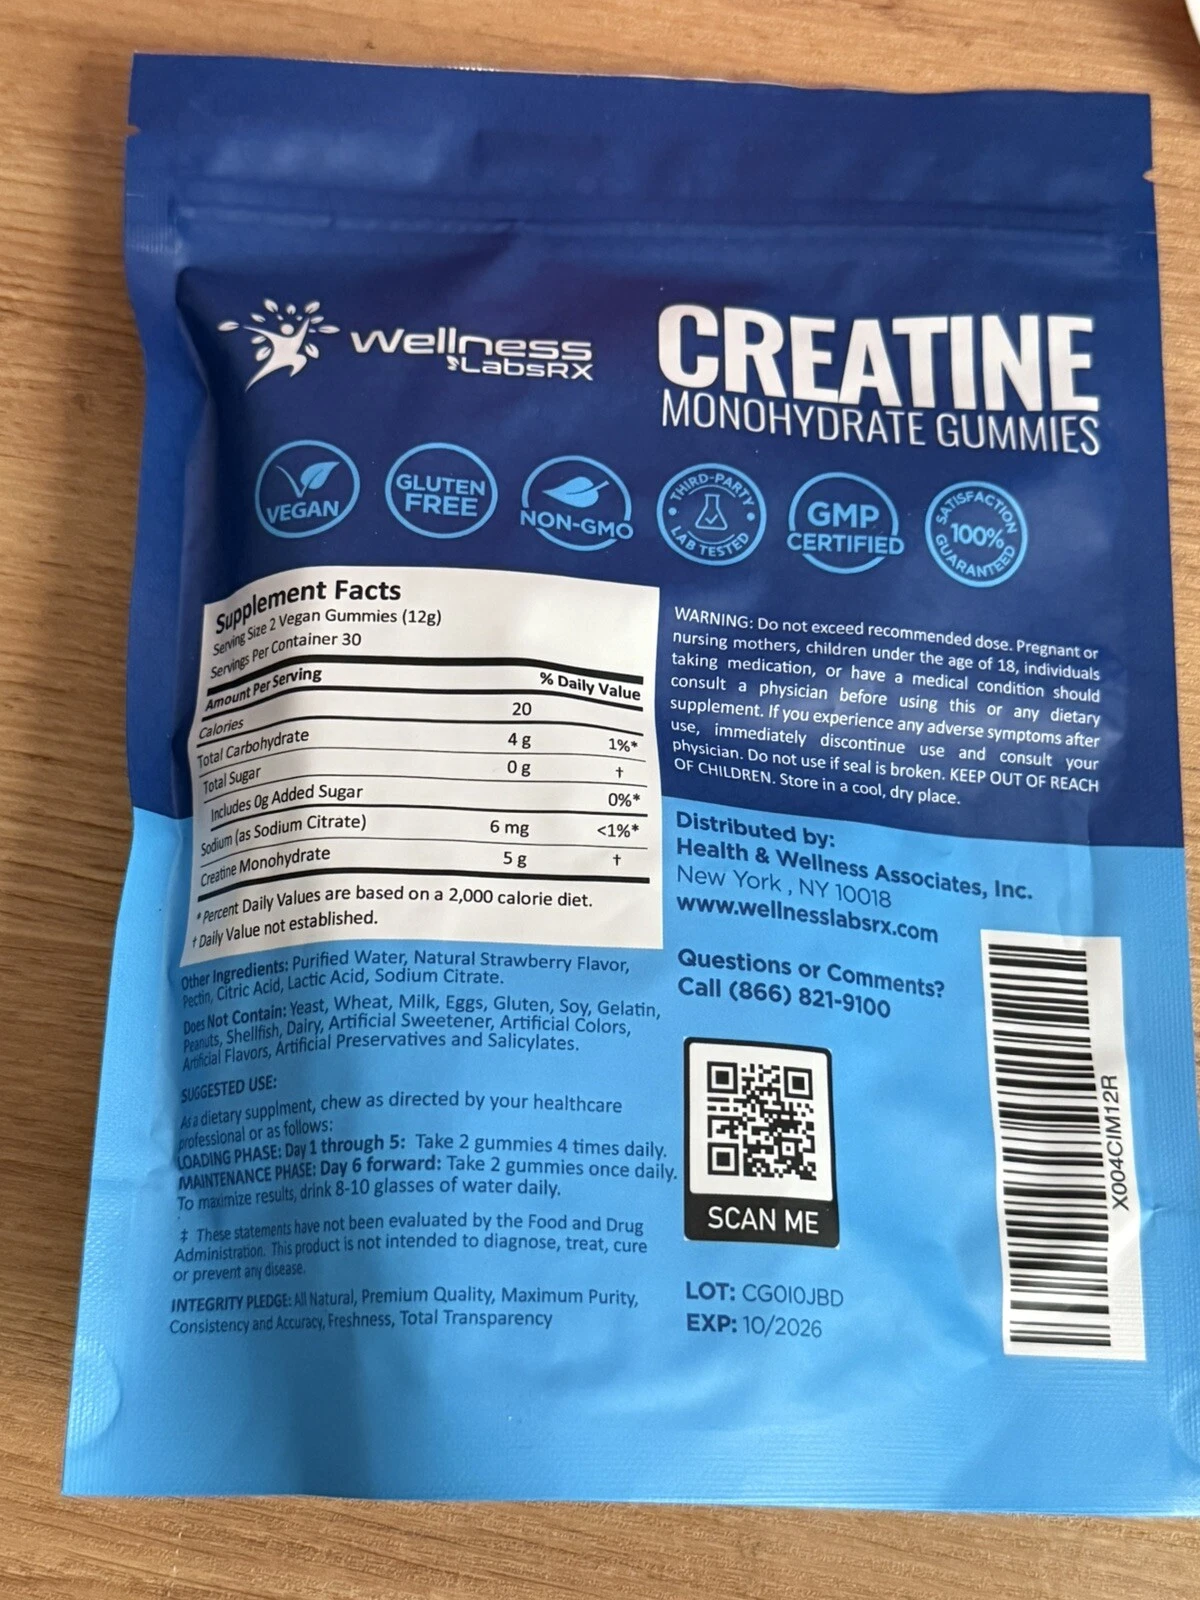 Wellness
LabsRX
CREATINE
MONOHYDRATE GUMMIES
VEGAN
GLUTEN
FREE
NON-GMO
THIRD-PARTY
LAB TESTED
GMP
CERTIFIED
SATISFACTION
100%
GUARANTEED
Supplement Facts
Serving Size 2 Vegan Gummies (12g)
Servings Per Container 30
Amount Per Serving % Daily Value
Calories 20
Total Carbohydrate 4 g 1%*
Total Sugar 0 g †
Includes 0g Added Sugar 0%*
Sodium (as Sodium Citrate) 6 mg <1%*
Creatine Monohydrate 5 g †
* Percent Daily Values are based on a 2,000 calorie diet.
† Daily Value not established.
Other Ingredients: Purified Water, Natural Strawberry Flavor,
Pectin, Citric Acid, Lactic Acid, Sodium Citrate.
Does Not Contain: Yeast, Wheat, Milk, Eggs, Gluten, Soy, Gelatin,
Peanuts, Shellfish, Dairy, Artificial Sweetener, Artificial Colors,
Artificial Flavors, Artificial Preservatives and Salicylates.
SUGGESTED USE:
As a dietary supplment, chew as directed by your healthcare
professional or as follows:
LOADING PHASE: Day 1 through 5: Take 2 gummies 4 times daily.
MAINTENANCE PHASE: Day 6 forward: Take 2 gummies once daily.
To maximize results, drink 8-10 glasses of water daily.
‡ These statements have not been evaluated by the Food and Drug
Administration. This product is not intended to diagnose, treat, cure
or prevent any disease.
INTEGRITY PLEDGE: All Natural, Premium Quality, Maximum Purity,
Consistency and Accuracy, Freshness, Total Transparency
WARNING: Do not exceed recommended dose. Pregnant or
nursing mothers, children under the age of 18, individuals
taking medication, or have a medical condition should
consult a physician before using this or any dietary
supplement. If you experience any adverse symptoms after
use, immediately discontinue use and consult your
physician. Do not use if seal is broken. KEEP OUT OF REACH
OF CHILDREN. Store in a cool, dry place.
Distributed by:
Health & Wellness Associates, Inc.
New York , NY 10018
www.wellnesslabsrx.com
Questions or Comments?
Call (866) 821-9100
SCAN ME
LOT: CG0I0JBD
EXP: 10/2026
X004CIM12R